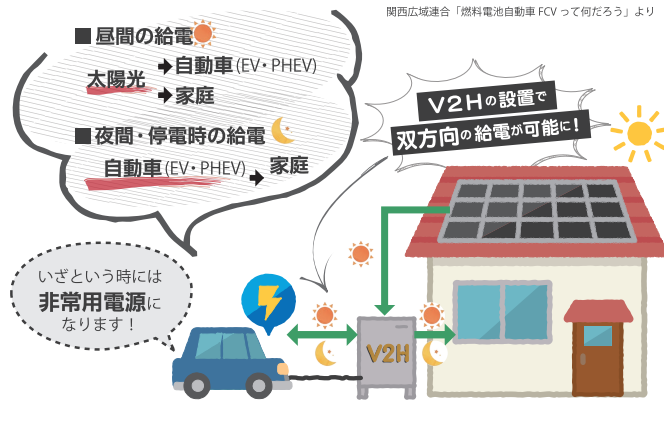 関西広域連合「燃料電池自動車 FCV って何だろう」より
■昼間の給電
太陽光
➡自動車(EV・PHEV)
➡家庭
■夜間・停電時の給電
自動車(EV・PHEV)➡家庭
V2Hの設置で
双方向の給電が可能に!
いざという時には
非常用電源に
なります!
V2H